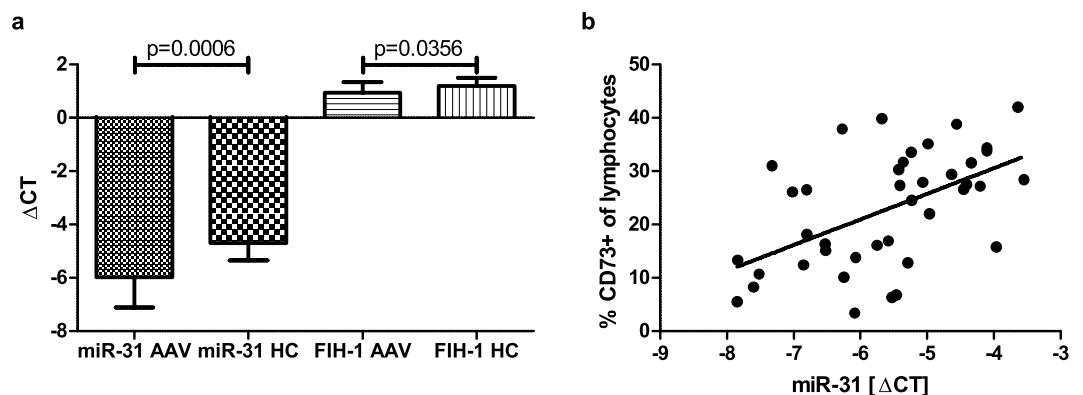 a
p=0.0006 p=0.0356
2
0
-2
-4
-6
-8
ΔCT
miR-31 AAV miR-31 HC FIH-1 AAV FIH-1 HC
b
50
40
30
20
10
0
% CD73+ of lymphocytes
-9 -8 -7 -6 -5 -4 -3
miR-31 [ΔCT]